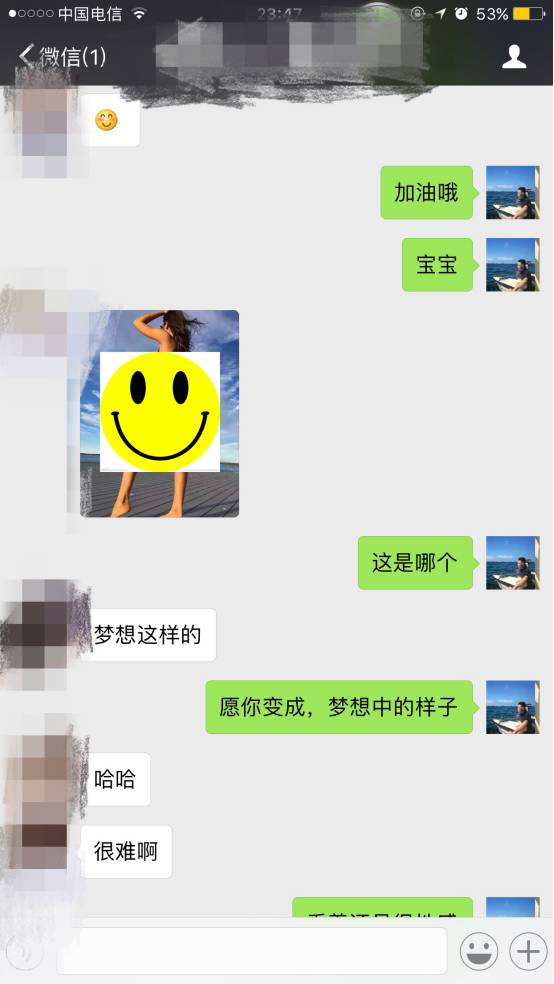 中国电信
23:47
53%
微信(1)
加油哦
宝宝
这是哪个
梦想这样的
愿你变成，梦想中的样子
哈哈
很难啊